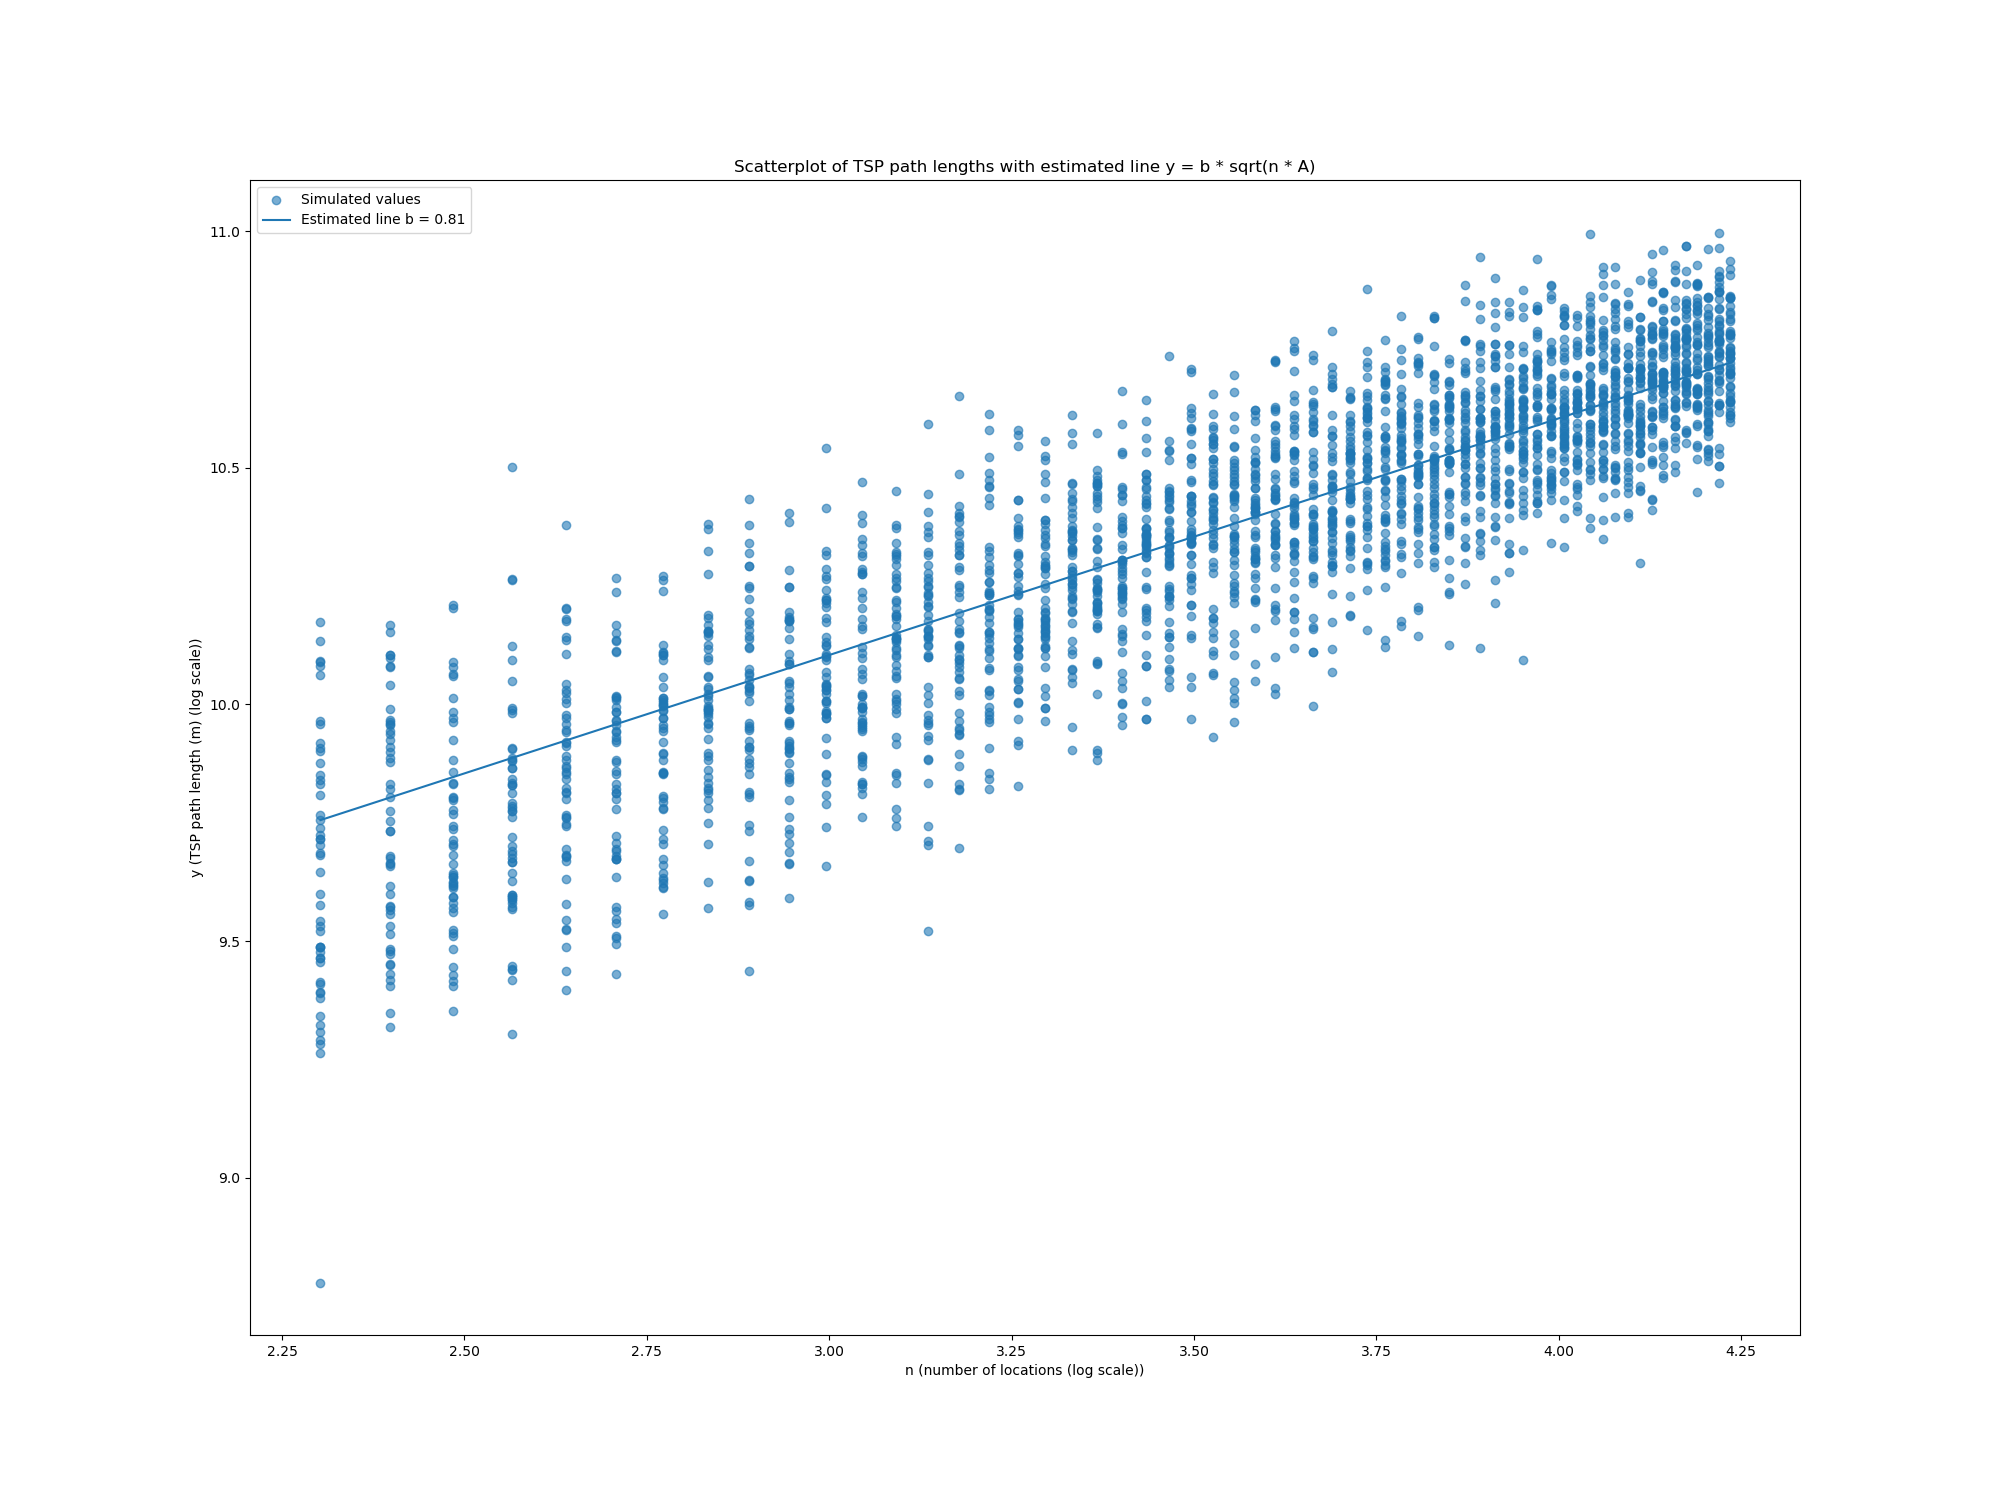 Scatterplot of TSP path lengths with estimated line y = b * sqrt(n * A)
Simulated values
Estimated line b = 0.81
11.0
10.5
10.0
9.5
9.0
y (TSP path length (m) (log scale))
2.25 2.50 2.75 3.00 3.25 3.50 3.75 4.00 4.25
n (number of locations (log scale))